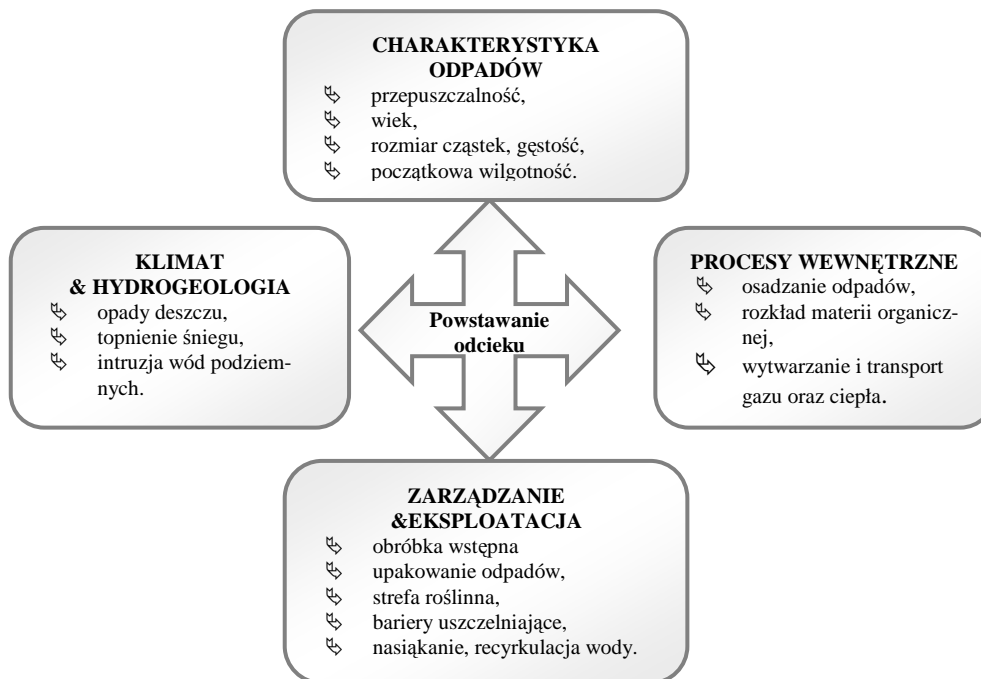 CHARAKTERYSTYKA
ODPADÓW
przepuszczalność,
wiek,
rozmiar cząstek, gęstość,
początkowa wilgotność.
KLIMAT
& HYDROGEOLOGIA
opady deszczu,
topnienie śniegu,
intruzja wód podziem-
nych.
Powstawanie
odcieku
PROCESY WEWNĘTRZNE
osadzanie odpadów,
rozkład materii organicz-
nej,
wytwarzanie i transport
gazu oraz ciepła.
ZARZĄDZANIE
&EKSPLOATACJA
obróbka wstępna
upakowanie odpadów,
strefa roślinna,
bariery uszczelniające,
nasiąkanie, recyrkulacja wody.